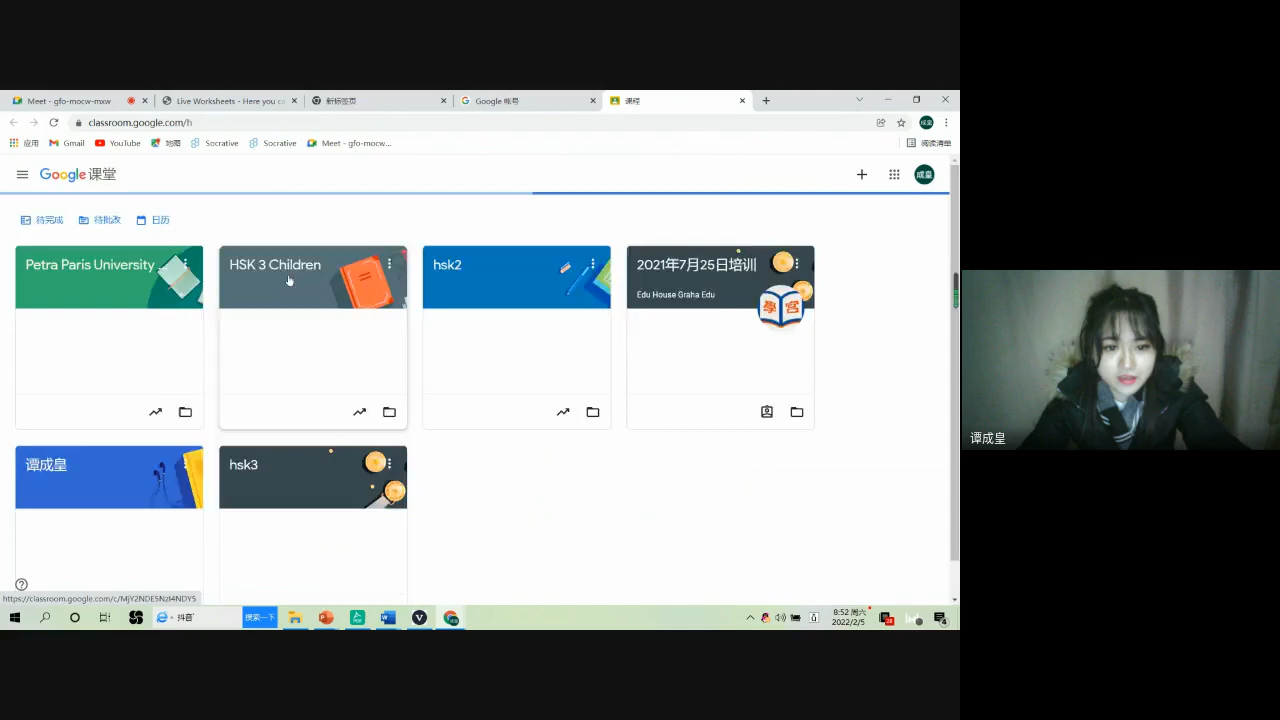 Meet - gfo-mocw-mxw
Live Worksheets - Here you c
新标签页
Google 帐号
课程
classroom.google.com/h
成皇
应用
Gmail
YouTube
地图
Socrative
Socrative
Meet - gfo-mocw...
阅读清单
Google 课堂
成皇
待完成
待批改
日历
Petra Paris University
HSK 3 Children
hsk2
2021年7月25日培训
Edu House Graha Edu
學宮
谭成皇
hsk3
https://classroom.google.com/c/MjY2NDE5NzI4NDY5
抖音
搜索一下
8:52 周六
2022/2/5
谭成皇